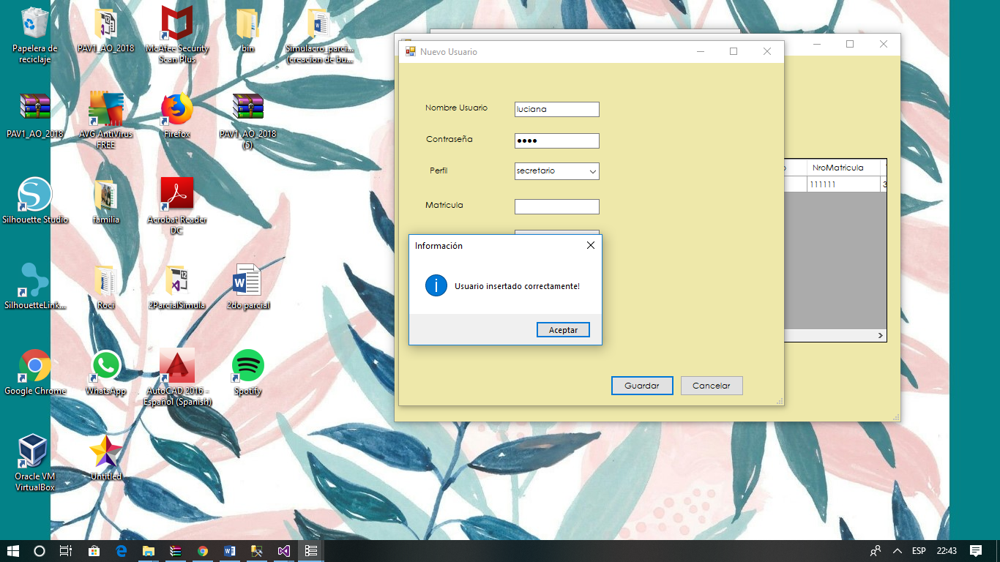 Papelera de
reciclaje
PAV1_AO_2018
McAfee Security
Scan Plus
bin
Simulacro_parci...
(creacion de bu...
PAV1_AO_2018
AVG AntiVirus
FREE
Firefox
PAV1_AO_2018
(5)
Silhouette Studio
familia
Acrobat Reader
DC
SilhouetteLink...
Roci
2ParcialSimula
2do parcial
Google Chrome
WhatsApp
AutoCAD 2016 -
Español (Spanish)
Spotify
Oracle VM
VirtualBox
Untitled
Nuevo Usuario
Nombre Usuario
luciana
Contraseña
Perfil
secretario
Matricula
NroMatricula
111111
3
Información
Usuario insertado correctamente!
Aceptar
Guardar
Cancelar
ESP
22:43